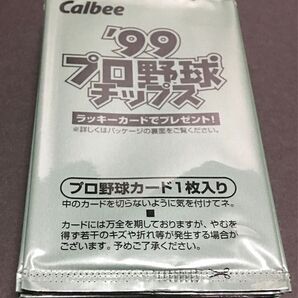 Calbee
'99
プロ野球
チップス
ラッキーカードでプレゼント!
※詳しくはパッケージの裏面をご覧ください。
プロ野球カード1枚入り
中のカードを切らないように気を付けてネ。
カードには万全を期しておりますが、やむを
得ず若干のキズや折れ等が発生する場合が
ございます。予めご了承ください。